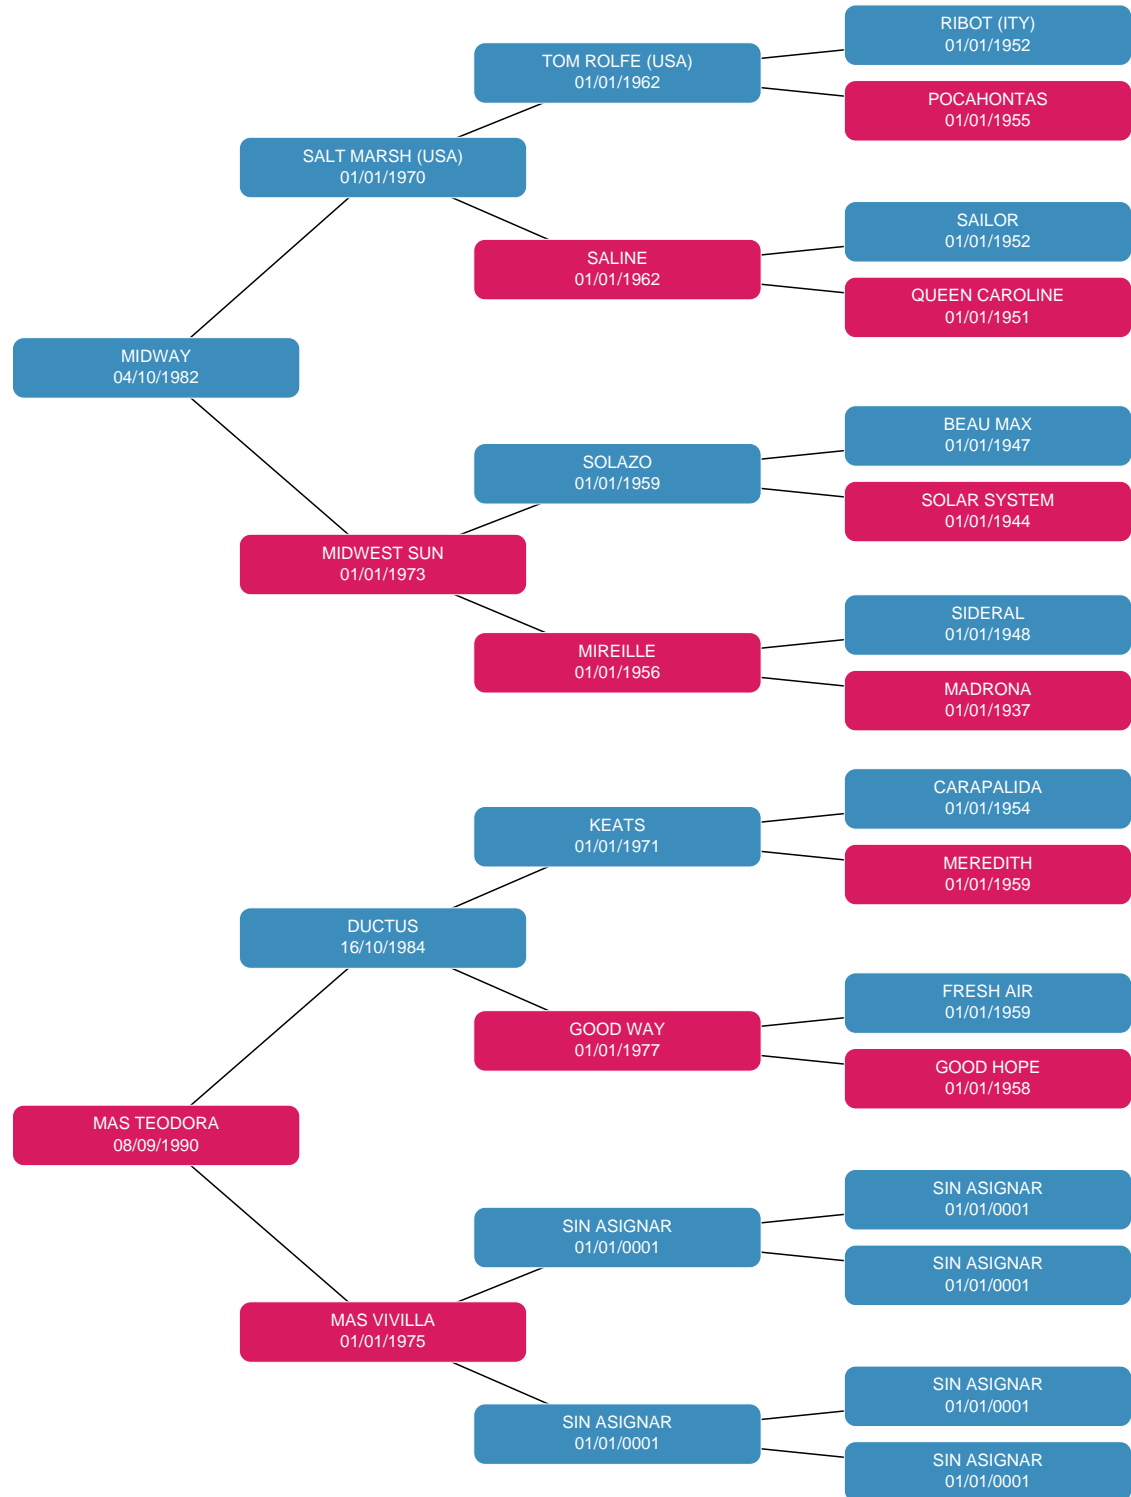 RIBOT (ITY)
01/01/1952
TOM ROLFE (USA)
01/01/1962
POCAHONTAS
01/01/1955
SALT MARSH (USA)
01/01/1970
SAILOR
01/01/1952
SALINE
01/01/1962
QUEEN CAROLINE
01/01/1951
MIDWAY
04/10/1982
BEAU MAX
01/01/1947
SOLAZO
01/01/1959
SOLAR SYSTEM
01/01/1944
MIDWEST SUN
01/01/1973
SIDERAL
01/01/1948
MIREILLE
01/01/1956
MADRONA
01/01/1937
CARAPALIDA
01/01/1954
KEATS
01/01/1971
MEREDITH
01/01/1959
DUCTUS
16/10/1984
FRESH AIR
01/01/1959
GOOD WAY
01/01/1977
GOOD HOPE
01/01/1958
MAS TEODORA
08/09/1990
SIN ASIGNAR
01/01/0001
SIN ASIGNAR
01/01/0001
SIN ASIGNAR
01/01/0001
MAS VIVILLA
01/01/1975
SIN ASIGNAR
01/01/0001
SIN ASIGNAR
01/01/0001
SIN ASIGNAR
01/01/0001